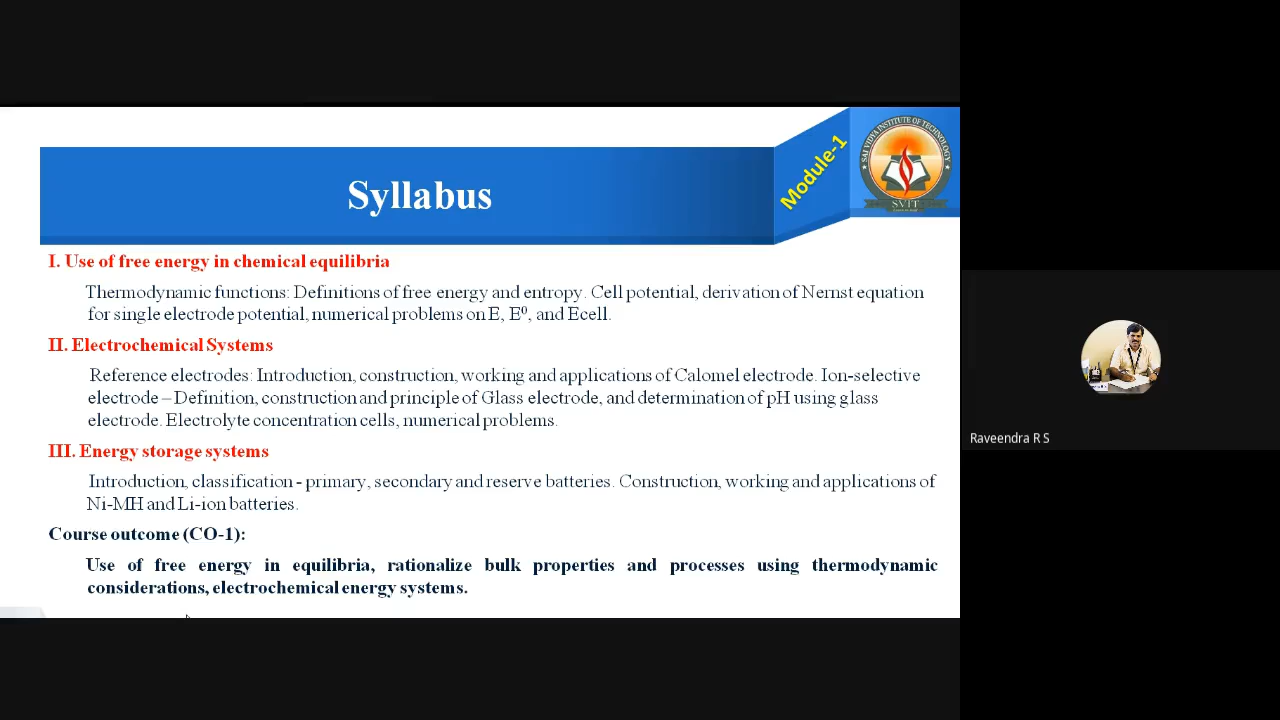 Syllabus
Module-1
SAI VIDYA INSTITUTE OF TECHNOLOGY
SVIT
I. Use of free energy in chemical equilibria
Thermodynamic functions: Definitions of free energy and entropy. Cell potential, derivation of Nernst equation
for single electrode potential, numerical problems on E, E⁰, and Ecell.
II. Electrochemical Systems
Reference electrodes: Introduction, construction, working and applications of Calomel electrode. Ion-selective
electrode – Definition, construction and principle of Glass electrode, and determination of pH using glass
electrode. Electrolyte concentration cells, numerical problems.
III. Energy storage systems
Introduction, classification - primary, secondary and reserve batteries. Construction, working and applications of
Ni-MH and Li-ion batteries.
Course outcome (CO-1):
Use of free energy in equilibria, rationalize bulk properties and processes using thermodynamic
considerations, electrochemical energy systems.
Raveendra R S